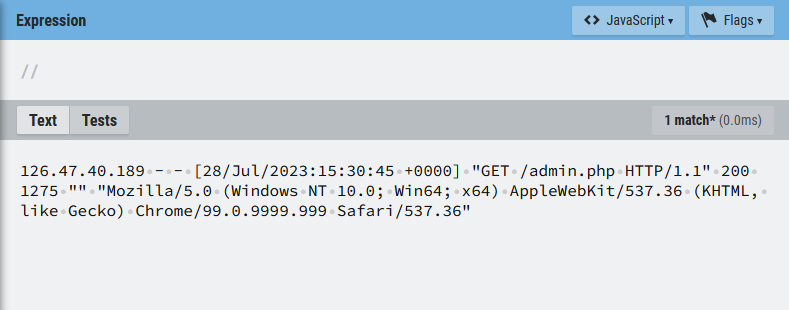 Expression
JavaScript
Flags
//
Text
Tests
1 match* (0.0ms)
126.47.40.189 - - [28/Jul/2023:15:30:45 +0000] "GET /admin.php HTTP/1.1" 200
1275 "" "Mozilla/5.0 (Windows NT 10.0; Win64; x64) AppleWebKit/537.36 (KHTML,
like Gecko) Chrome/99.0.9999.999 Safari/537.36"